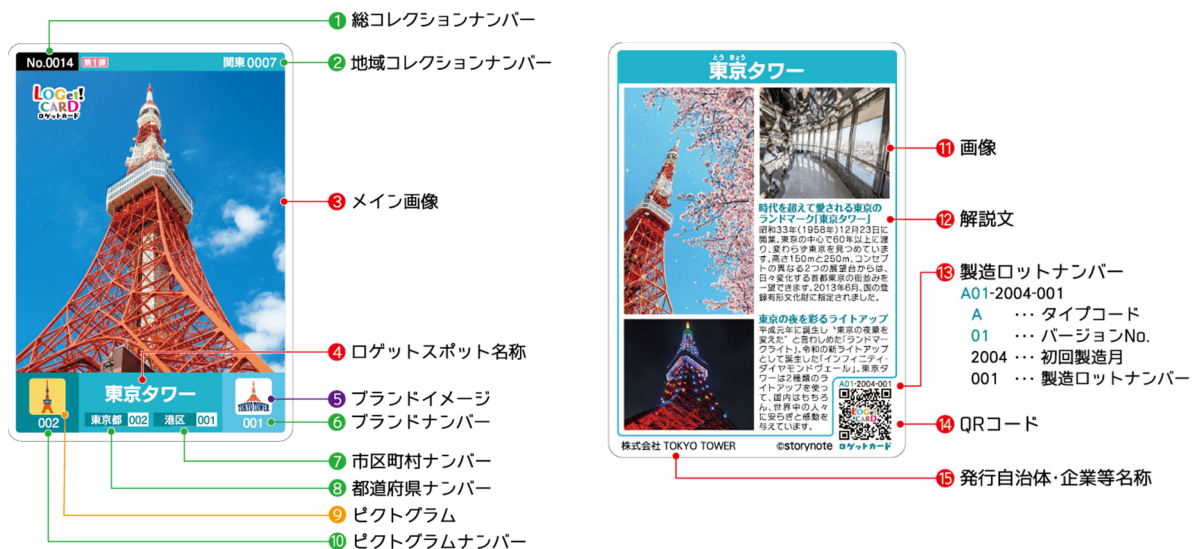 ❶ 総コレクションナンバー
No.0014 第1弾 関東 0007
❷ 地域コレクションナンバー
LOGet!
CARD
ロゲットカード
❸ メイン画像
❹ ロゲットスポット名称
東京タワー
TOKYO TOWER
❺ ブランドイメージ
002 東京都 002 港区 001 001
❻ ブランドナンバー
❼ 市区町村ナンバー
❽ 都道府県ナンバー
❾ ピクトグラム
❿ ピクトグラムナンバー
とう きょう
東京タワー
⓫ 画像
時代を超えて愛される東京の
ランドマーク「東京タワー」
⓬ 解説文
昭和33年(1958年)12月23日に
開業。東京の中心で60年以上に渡
り、変わらず東京を見つめていま
す。高さ150mと250m、コンセプ
トの異なる2つの展望台からは、
日々変化する首都東京の街並みを
一望できます。2013年6月、国の登
録有形文化財に指定されました。
東京の夜を彩るライトアップ
平成元年に誕生し“東京の夜景を
変えた”と言わしめた「ランドマー
クライト」。令和の新ライトアップ
として誕生した「インフィニティ・
ダイヤモンドヴェール」。東京タ
ワーは2種類のラ
イトアップを使っ
て、国内はもちろ
ん、世界中の人々
に安らぎと感動を
与えています。
A01-2004-001
LOGet!
CARD
株式会社 TOKYO TOWER ©storynote ロゲットカード
⓭ 製造ロットナンバー
A01-2004-001
A ・・・ タイプコード
01 ・・・ バージョンNo.
2004 ・・・ 初回製造月
001 ・・・ 製造ロットナンバー
⓮ QRコード
⓯ 発行自治体・企業等名称